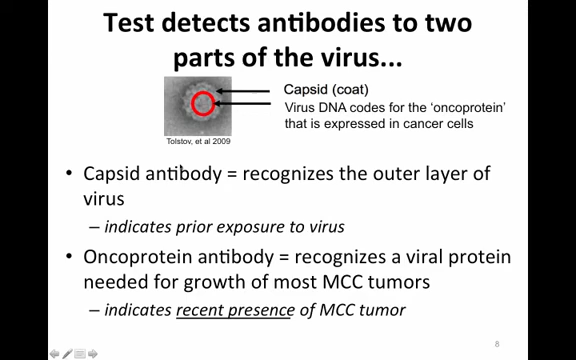 Test detects antibodies to two
parts of the virus...
Capsid (coat)
Virus DNA codes for the ‘oncoprotein’
that is expressed in cancer cells
Tolstov, et al 2009
• Capsid antibody = recognizes the outer layer of
virus
– indicates prior exposure to virus
• Oncoprotein antibody = recognizes a viral protein
needed for growth of most MCC tumors
– indicates recent presence of MCC tumor
8